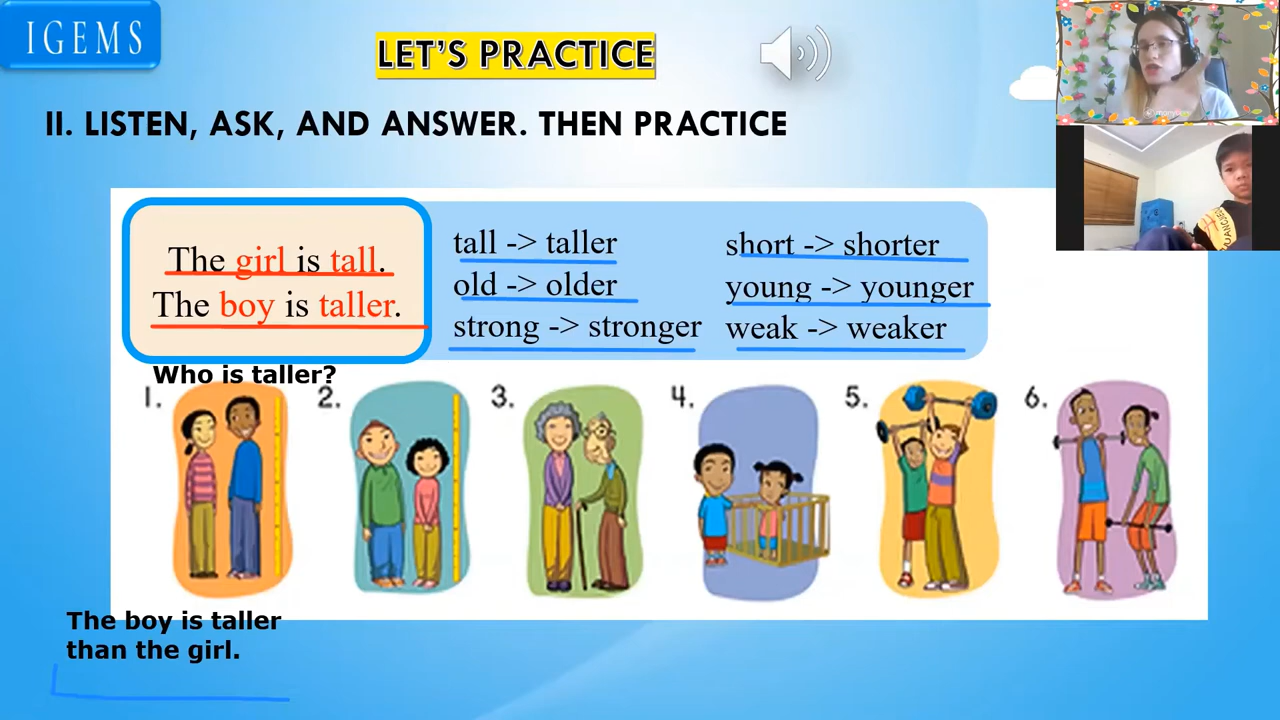 IGEMS
LET'S PRACTICE
II. LISTEN, ASK, AND ANSWER. THEN PRACTICE
The girl is tall.
The boy is taller.
tall -> taller
old -> older
strong -> stronger
short -> shorter
young -> younger
weak -> weaker
Who is taller?
1.
2.
3.
4.
5.
6.
The boy is taller
than the girl.